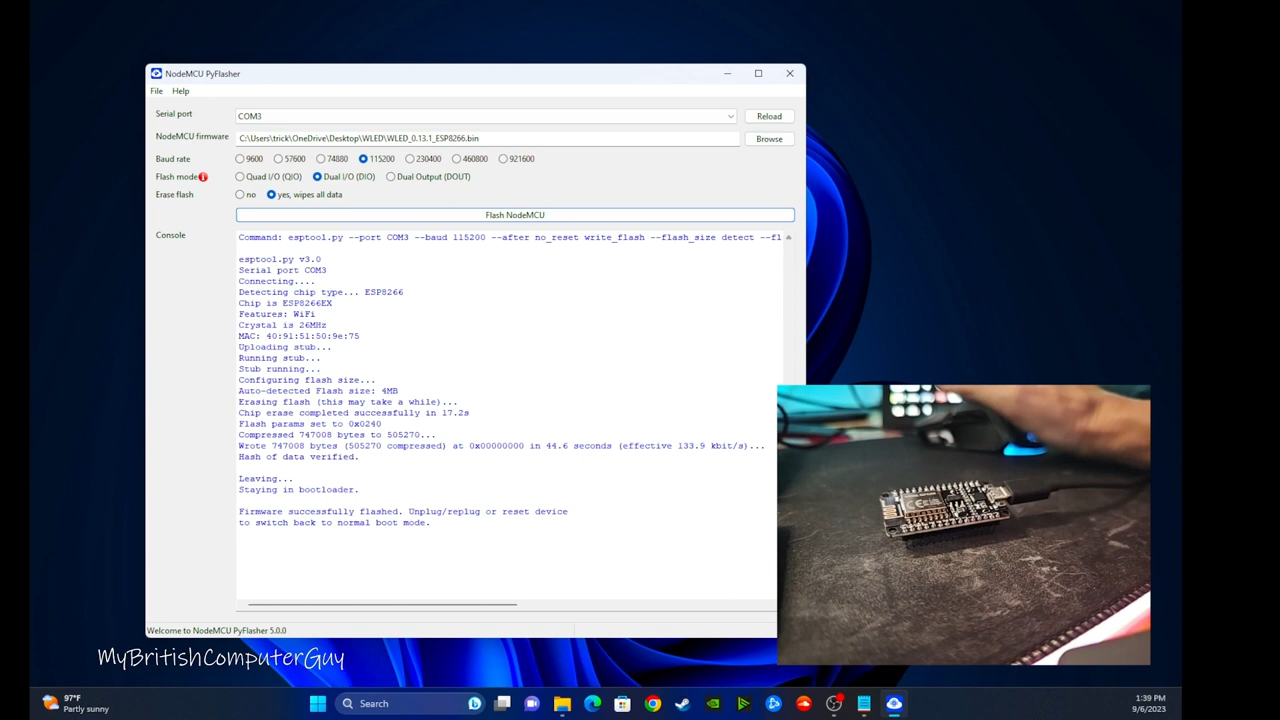 NodeMCU PyFlasher
File Help
Serial port COM3 Reload
NodeMCU firmware C:\Users\trick\OneDrive\Desktop\WLED\WLED_0.13.1_ESP8266.bin Browse
Baud rate 9600 57600 74880 115200 230400 460800 921600
Flash mode Quad I/O (QIO) Dual I/O (DIO) Dual Output (DOUT)
Erase flash no yes, wipes all data
Flash NodeMCU
Console
Command: esptool.py --port COM3 --baud 115200 --after no_reset write_flash --flash_size detect --fl
esptool.py v3.0
Serial port COM3
Connecting....
Detecting chip type... ESP8266
Chip is ESP8266EX
Features: WiFi
Crystal is 26MHz
MAC: 40:91:51:50:9e:75
Uploading stub...
Running stub...
Stub running...
Configuring flash size...
Auto-detected Flash size: 4MB
Erasing flash (this may take a while)...
Chip erase completed successfully in 17.2s
Flash params set to 0x0240
Compressed 747008 bytes to 505270...
Wrote 747008 bytes (505270 compressed) at 0x00000000 in 44.6 seconds (effective 133.9 kbit/s)...
Hash of data verified.
Leaving...
Staying in bootloader.
Firmware successfully flashed. Unplug/replug or reset device
to switch back to normal boot mode.
Welcome to NodeMCU PyFlasher 5.0.0
MyBritishComputerGuy
97°F
Partly sunny
Search
1:39 PM
9/6/2023